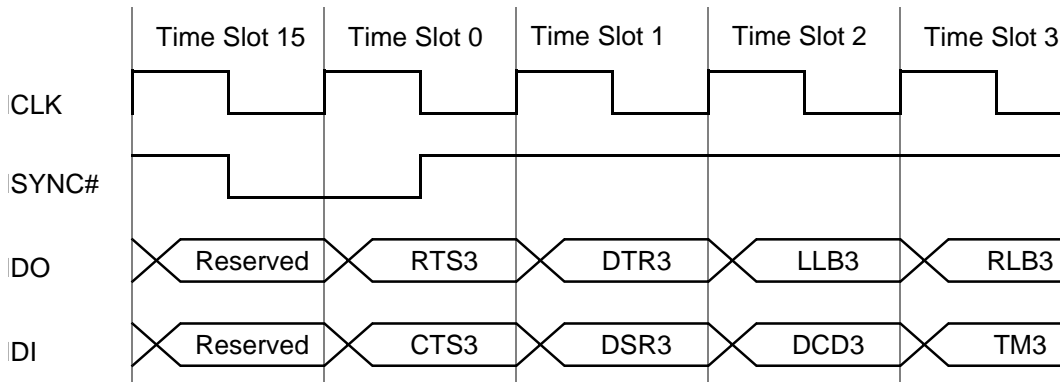 Time Slot 15 Time Slot 0 Time Slot 1 Time Slot 2 Time Slot 3
CLK
SYNC#
DO Reserved RTS3 DTR3 LLB3 RLB3
DI Reserved CTS3 DSR3 DCD3 TM3